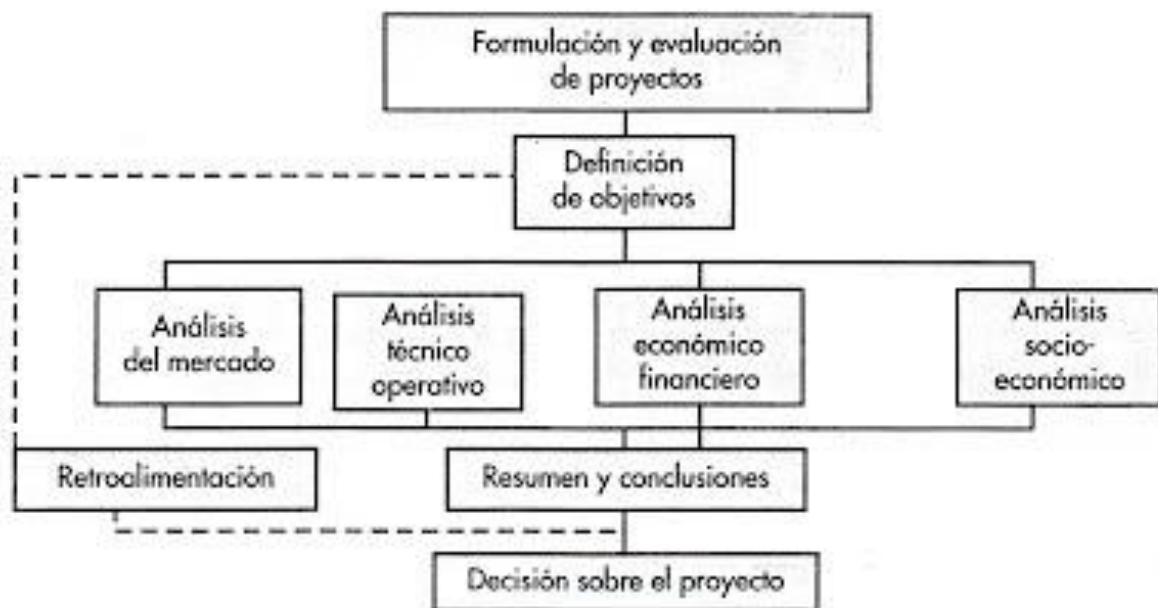 Formulación y evaluación
de proyectos
Definición
de objetivos
Análisis
del mercado
Análisis
técnico
operativo
Análisis
económico
financiero
Análisis
socio-
económico
Retroalimentación
Resumen y conclusiones
Decisión sobre el proyecto